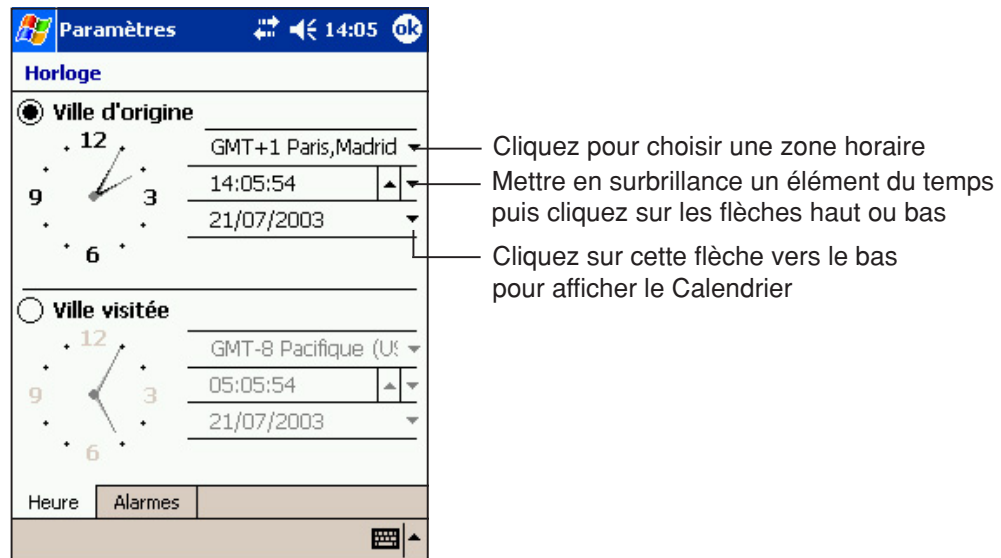 Paramètres 14:05 ok
Horloge
Ville d'origine
12
9
3
6
GMT+1 Paris,Madrid
14:05:54
21/07/2003
Cliquez pour choisir une zone horaire
Mettre en surbrillance un élément du temps
puis cliquez sur les flèches haut ou bas
Cliquez sur cette flèche vers le bas
pour afficher le Calendrier
Ville visitée
12
9
3
6
GMT-8 Pacifique (US
05:05:54
21/07/2003
Heure Alarmes